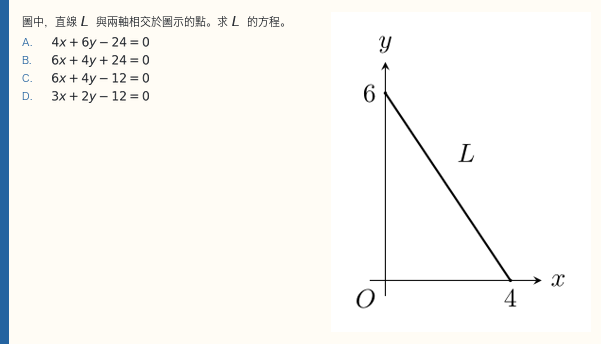 圖中，直線 L 與兩軸相交於圖示的點。求 L 的方程。
A. 4x + 6y − 24 = 0
B. 6x + 4y + 24 = 0
C. 6x + 4y − 12 = 0
D. 3x + 2y − 12 = 0
y
6
L
x
O
4